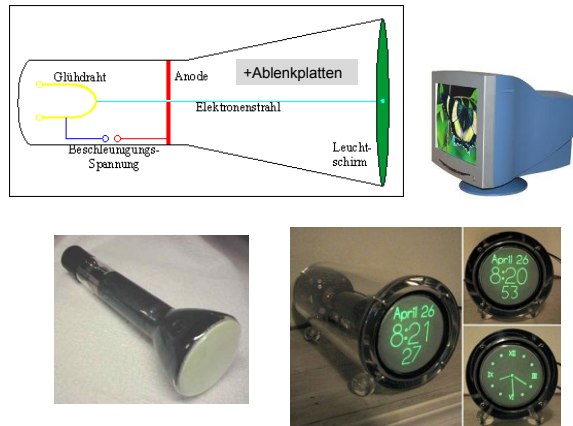 Glühdraht
Anode
+Ablenkplatten
Elektronenstrahl
Beschleunigungs-
Spannung
Leucht-
schirm
April 26
8:21
27
April 26
8:20
53
XII
III
VI
IX